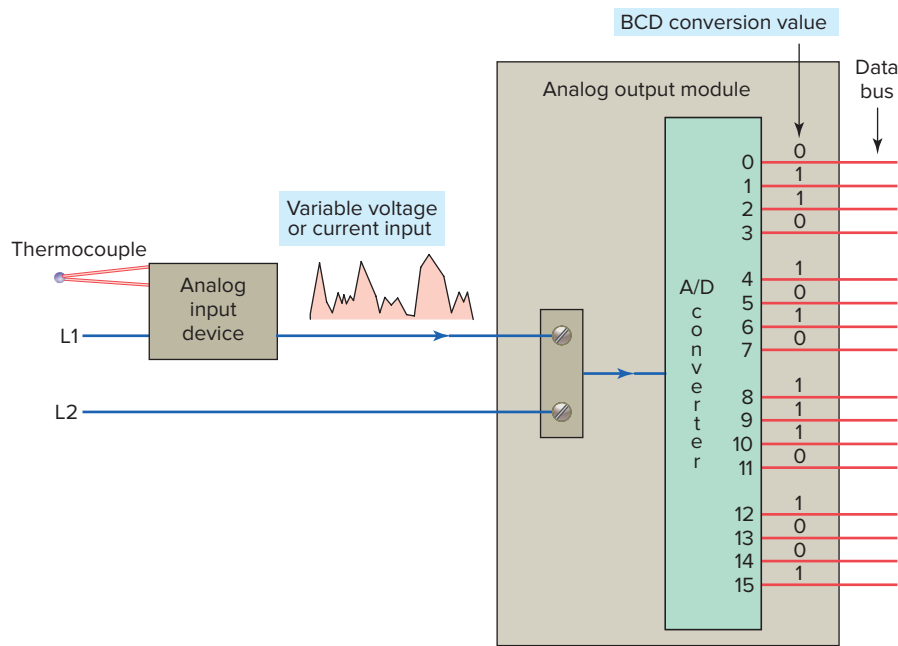 BCD conversion value
Data
bus
Analog output module
Variable voltage
or current input
Thermocouple
Analog
input
device
L1
L2
A/D
c
o
n
v
e
r
t
e
r
0 0
1 1
2 1
3 0
4 1
5 0
6 1
7 0
8 1
9 1
10 1
11 0
12 1
13 0
14 0
15 1